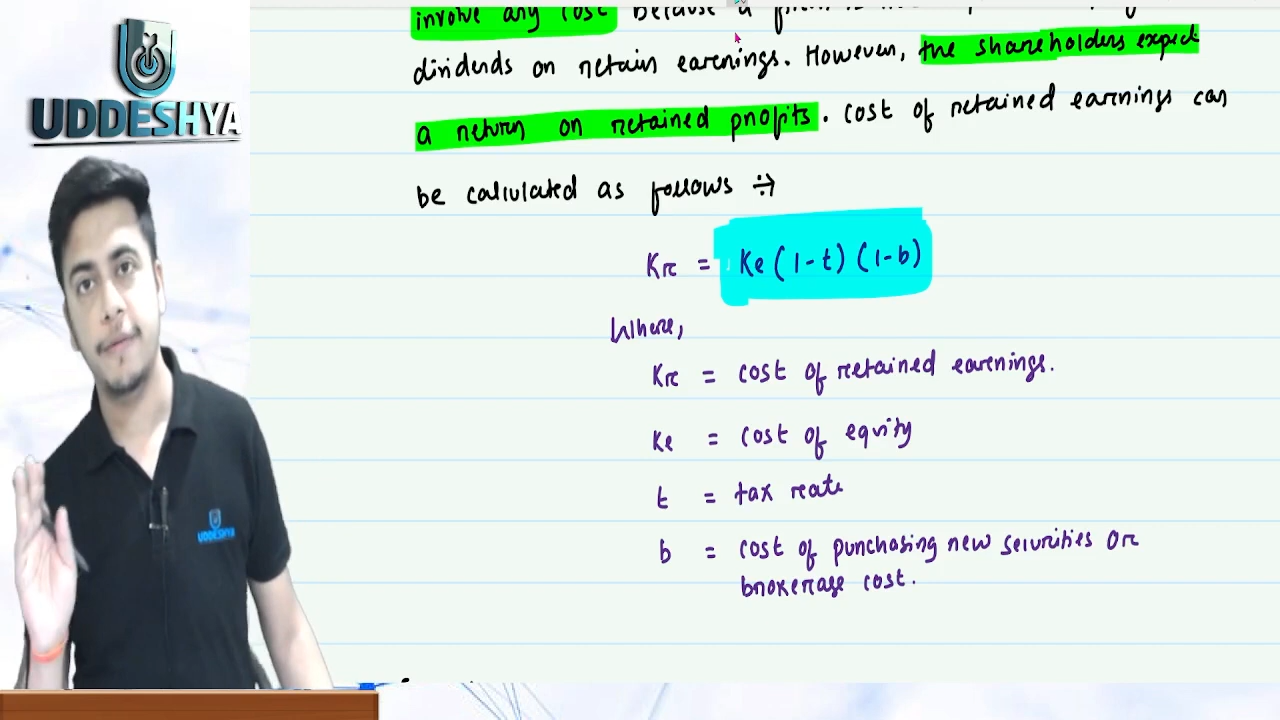 involve any cost because a
dividends on retain earnings. However, the shareholders expect
UDDESHYA
a return on retained profits. cost of retained earnings can
be calculated as follows ÷→
Kr = Ke (1-t) (1-b)
Where,
Kr = cost of retained earnings.
Ke = cost of equity
t = tax rate
UDDESHYA
b = cost of purchasing new securities or
brokerage cost.